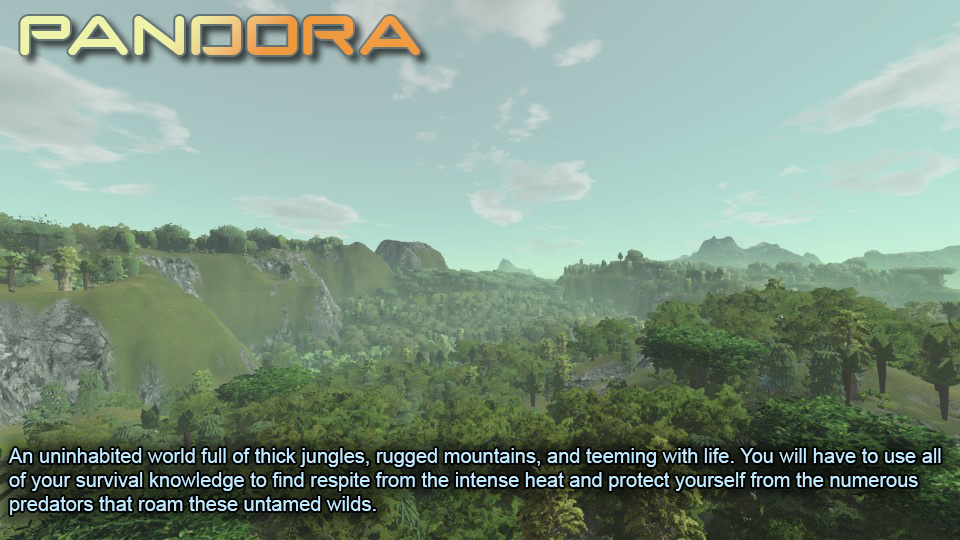 PANDORA
An uninhabited world full of thick jungles, rugged mountains, and teeming with life. You will have to use all
of your survival knowledge to find respite from the intense heat and protect yourself from the numerous
predators that roam these untamed wilds.